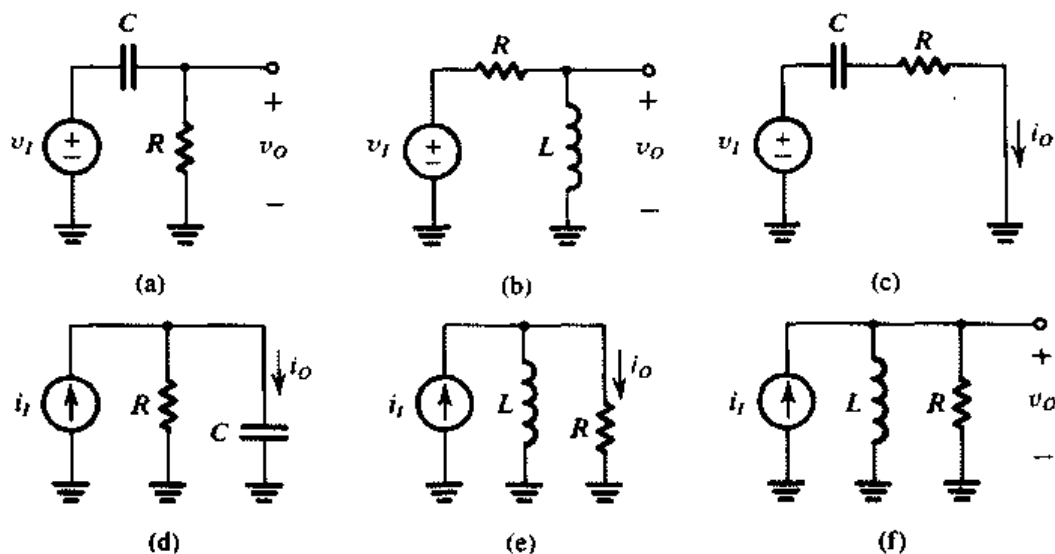 C
v_I
+
−
R
+
v_O
−
(a)
R
v_I
+
−
L
+
v_O
−
(b)
C
R
v_I
+
−
i_O
(c)
i_I
R
C
i_O
(d)
i_I
L
R
i_O
(e)
i_I
L
R
+
v_O
−
(f)